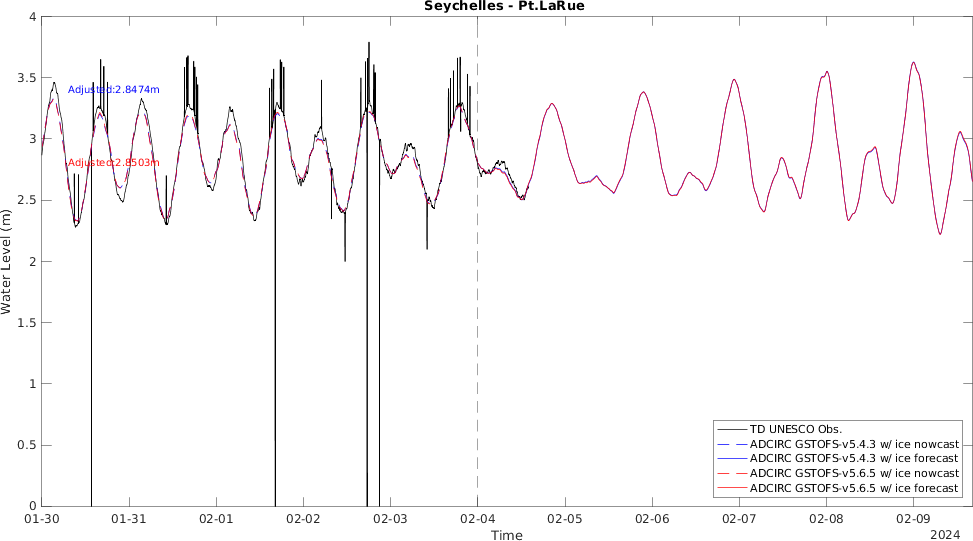 Seychelles - Pt.LaRue
Water Level (m)
4
3.5
3
2.5
2
1.5
1
0.5
0
Adjusted:2.8474m
Adjusted:2.8503m
TD UNESCO Obs.
ADCIRC GSTOFS-v5.4.3 w/ ice nowcast
ADCIRC GSTOFS-v5.4.3 w/ ice forecast
ADCIRC GSTOFS-v5.6.5 w/ ice nowcast
ADCIRC GSTOFS-v5.6.5 w/ ice forecast
01-30 01-31 02-01 02-02 02-03 02-04 02-05 02-06 02-07 02-08 02-09
Time
2024